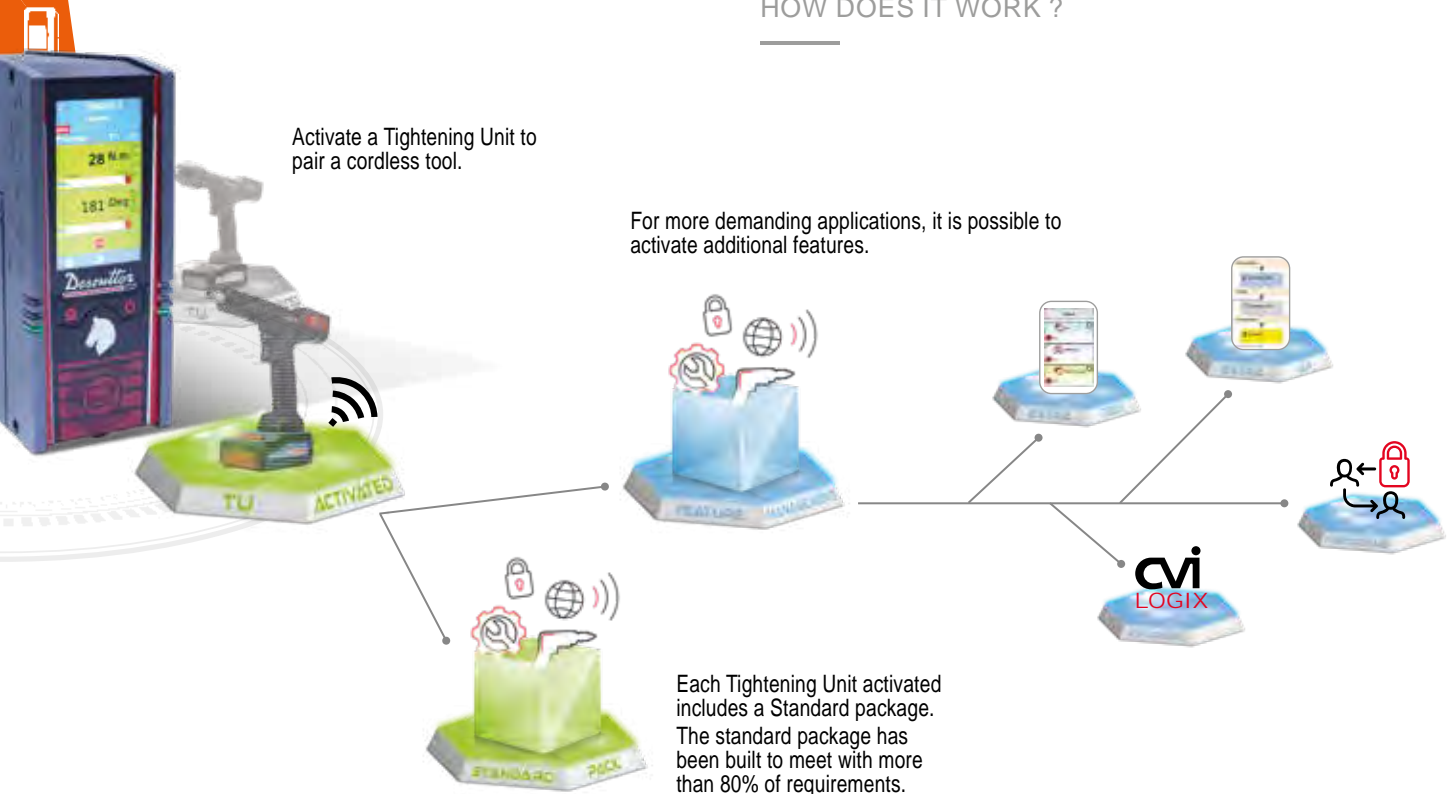 HOW DOES IT WORK ?
Activate a Tightening Unit to
pair a cordless tool.
28 N.m
181 Deg
Desoutter
TU
For more demanding applications, it is possible to
activate additional features.
TU ACTIVATED
FEATURE MANAGEMENT
CVI
LOGIX
STANDARD PACK
Each Tightening Unit activated
includes a Standard package.
The standard package has
been built to meet with more
than 80% of requirements.